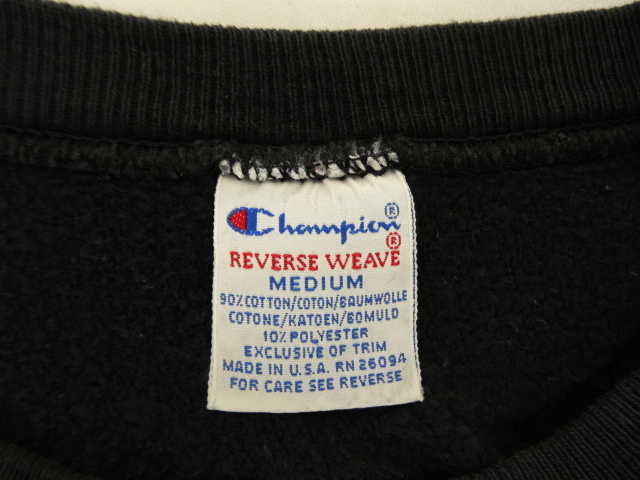 Champion®
REVERSE WEAVE®
MEDIUM
90% COTTON/COTON/BAUMWOLLE
COTONE/KATOEN/BOMULD
10% POLYESTER
EXCLUSIVE OF TRIM
MADE IN U.S.A. RN 26094
FOR CARE SEE REVERSE